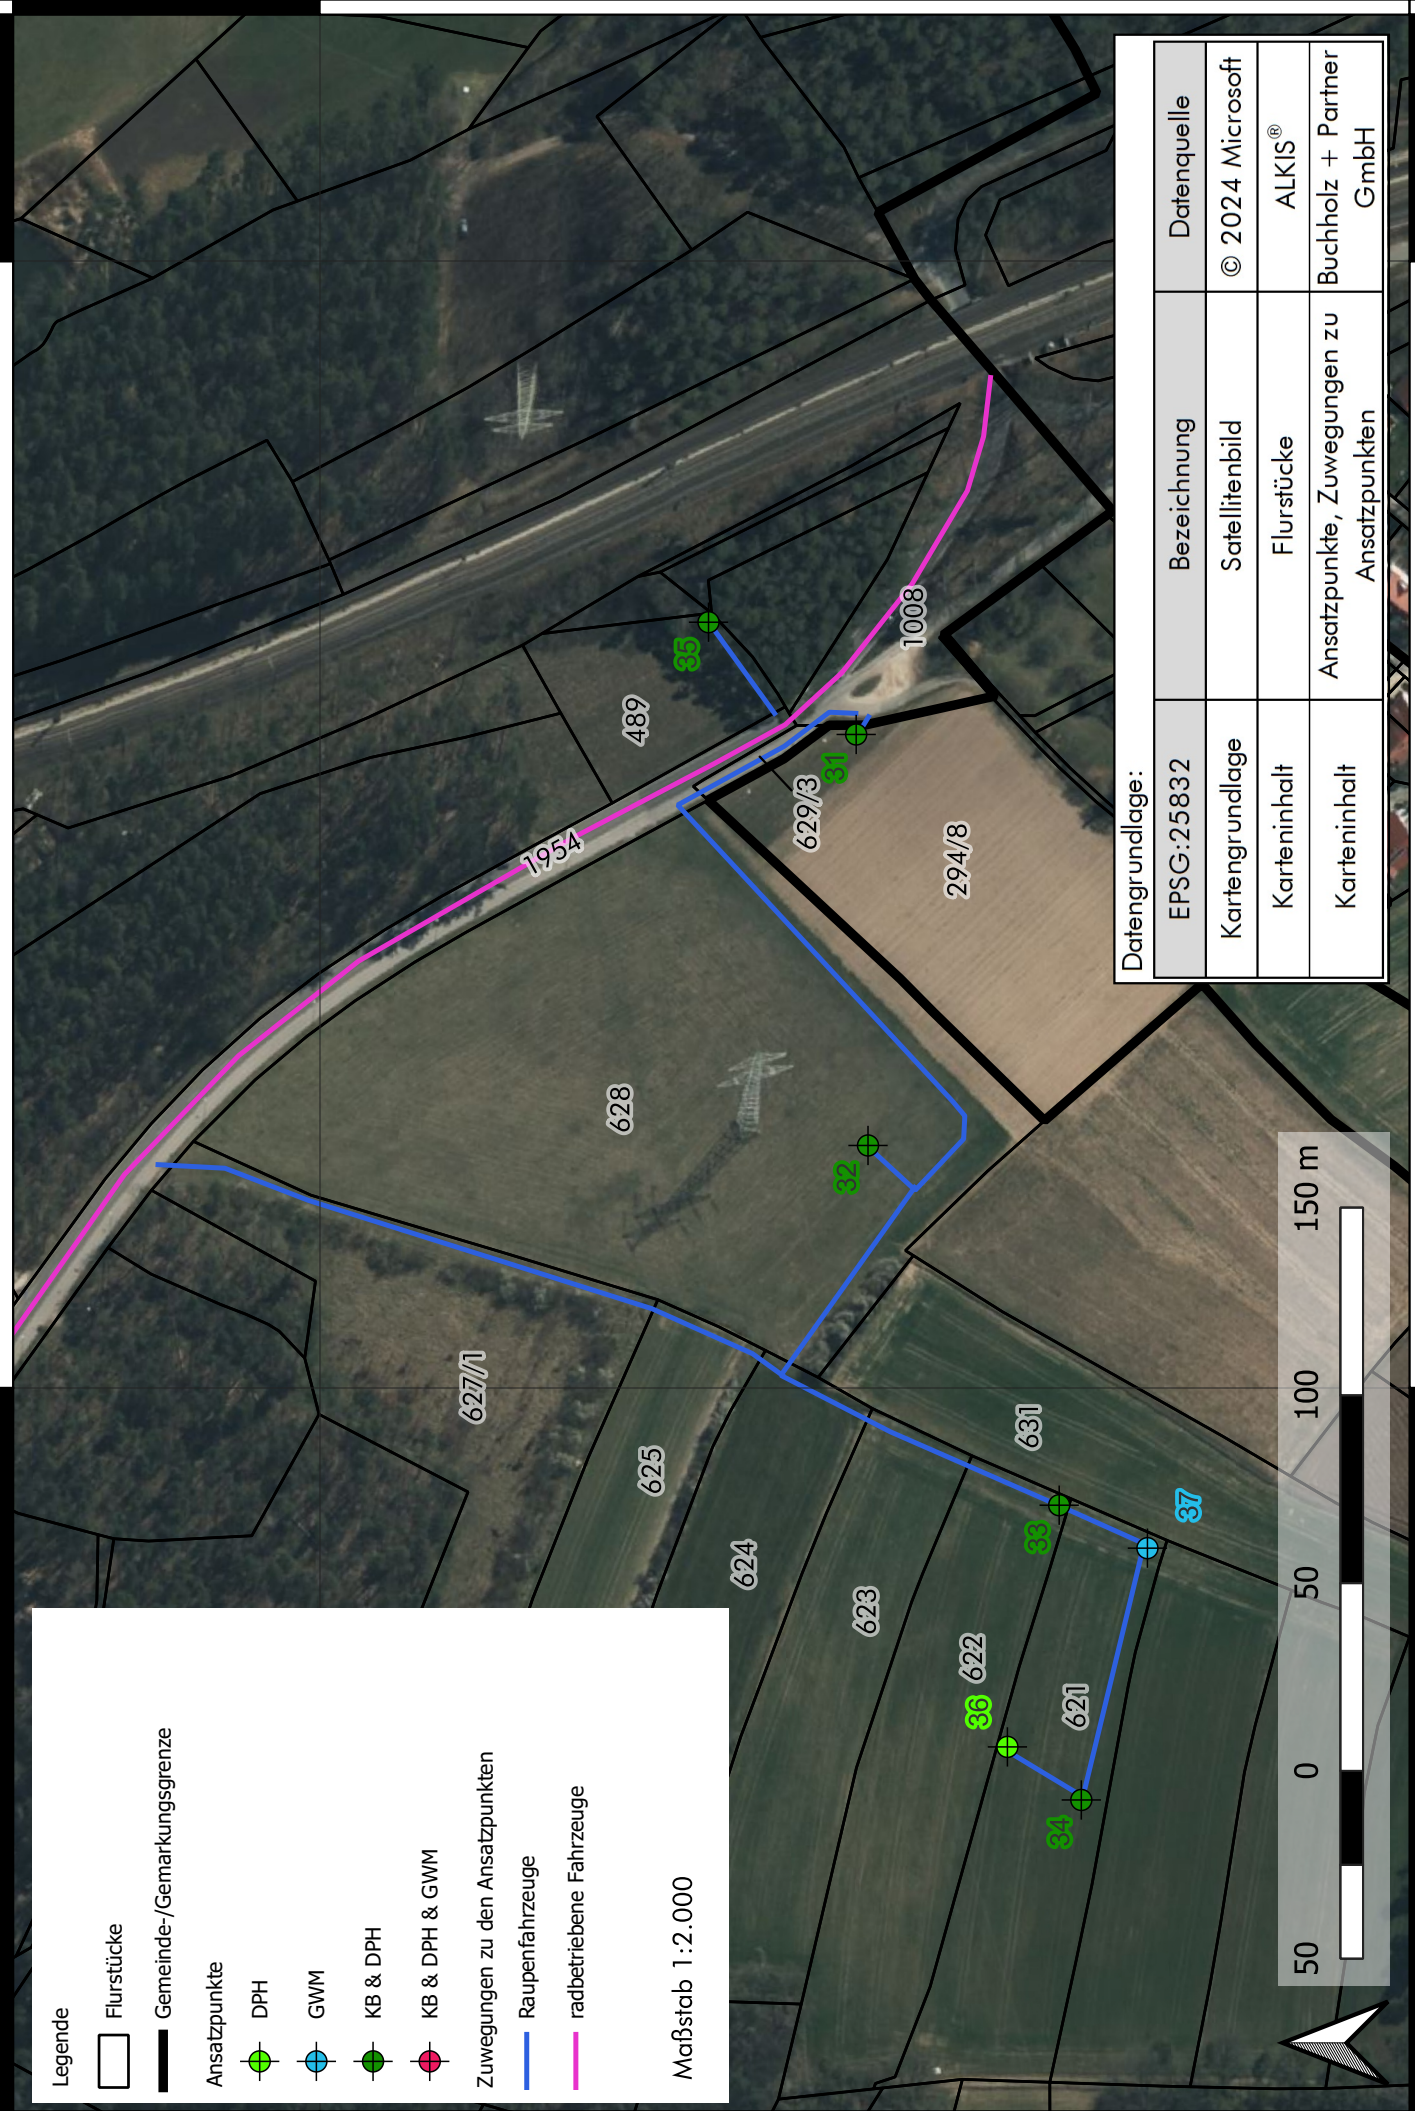 Legende
Flurstücke
Gemeinde-/Gemarkungsgrenze
Ansatzpunkte
DPH
GWM
KB & DPH
KB & DPH & GWM
Zuwegungen zu den Ansatzpunkten
Raupenfahrzeuge
radbetriebene Fahrzeuge
Maßstab 1:2.000
627/1
625
624
623
622
621
631
628
1954
489
629/3
294/8
1008
35
31
32
33
37
36
34
50 0 50 100 150 m
Datengrundlage:
EPSG:25832 Bezeichnung Datenquelle
Kartengrundlage Satellitenbild © 2024 Microsoft
Karteninhalt Flurstücke ALKIS®
Karteninhalt Ansatzpunkte, Zuwegungen zu Buchholz + Partner
Ansatzpunkten GmbH